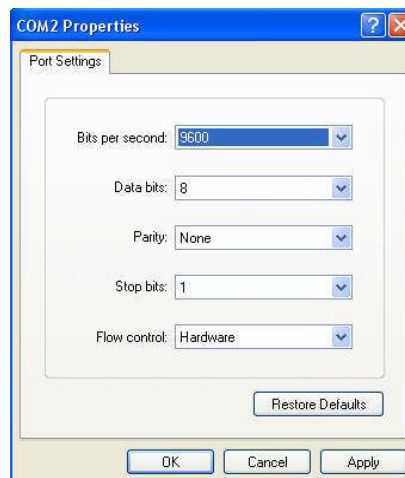 COM2 Properties
Port Settings
Bits per second: 9600
Data bits: 8
Parity: None
Stop bits: 1
Flow control: Hardware
Restore Defaults
OK Cancel Apply